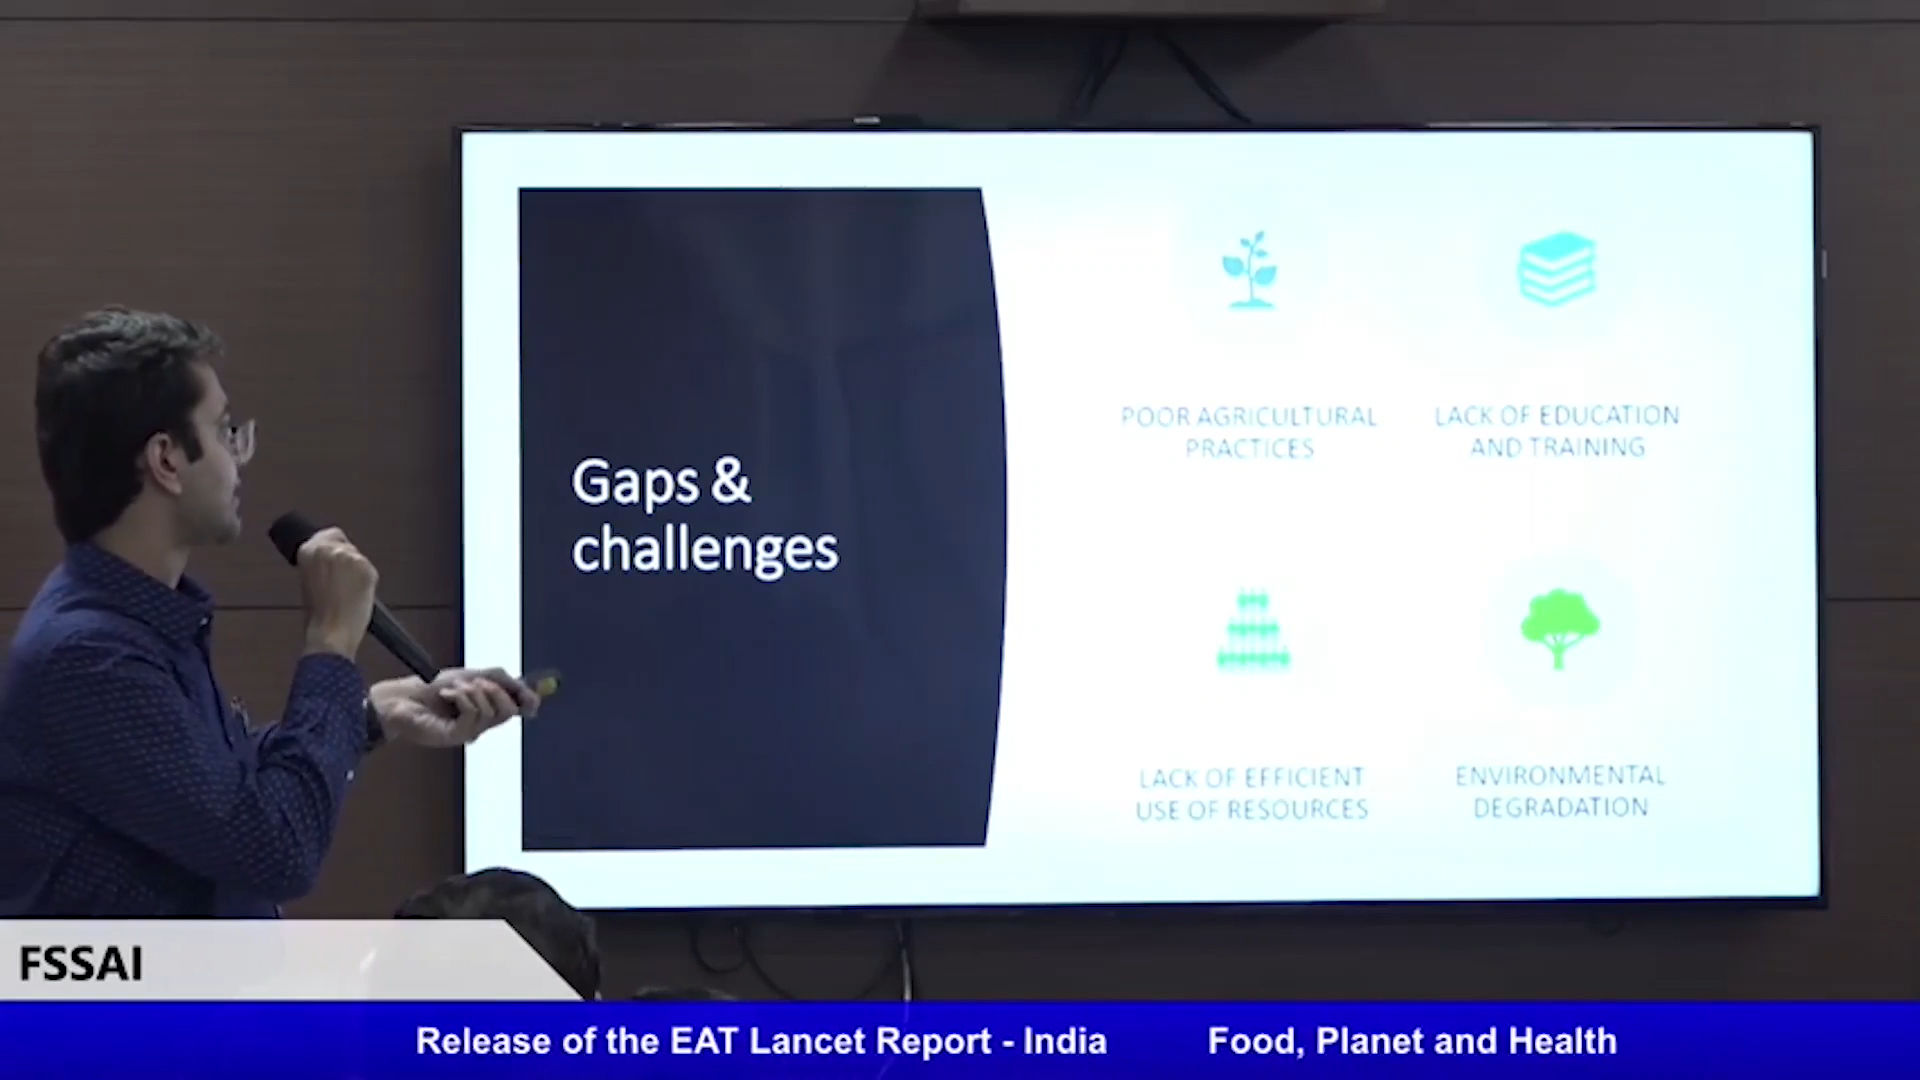 Gaps &
challenges
POOR AGRICULTURAL
PRACTICES
LACK OF EDUCATION
AND TRAINING
LACK OF EFFICIENT
USE OF RESOURCES
ENVIRONMENTAL
DEGRADATION
FSSAI
Release of the EAT Lancet Report - India
Food, Planet and Health